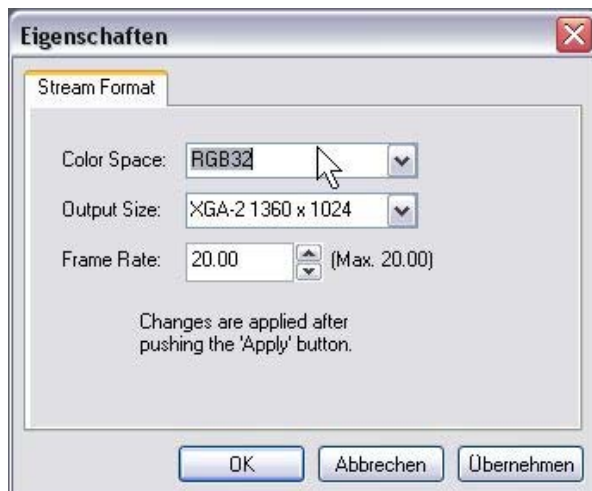 Eigenschaften
Stream Format
Color Space: RGB32
Output Size: XGA-2 1360 x 1024
Frame Rate: 20.00 (Max. 20.00)
Changes are applied after
pushing the 'Apply' button.
OK Abbrechen Übernehmen